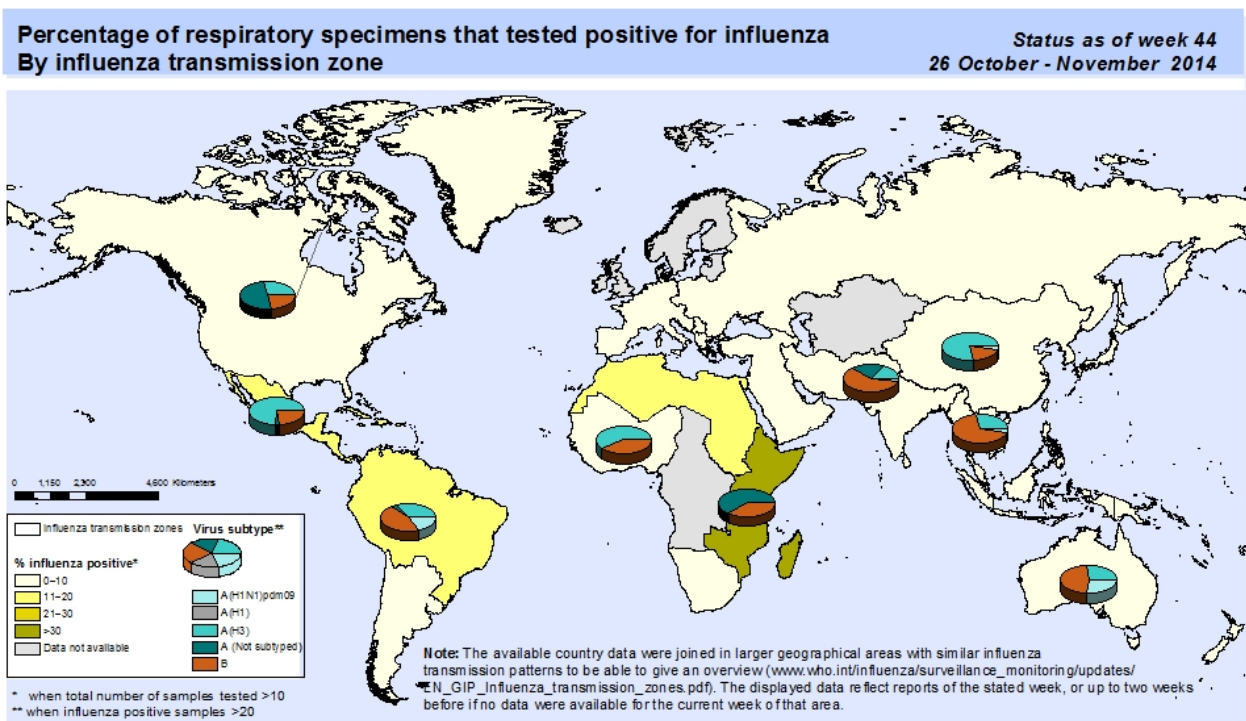 Percentage of respiratory specimens that tested positive for influenza
By influenza transmission zone
Status as of week 44
26 October - November 2014
0 1,150 2,300 4,600 Kilometers
Influenza transmission zones
% influenza positive*
0–10
11–20
21–30
>30
Data not available
Virus subtype**
A(H1N1)pdm09
A(H1)
A(H3)
A (Not subtyped)
B
* when total number of samples tested >10
** when influenza positive samples >20
Note: The available country data were joined in larger geographical areas with similar influenza
transmission patterns to be able to give an overview (www.who.int/influenza/surveillance_monitoring/updates/
EN_GIP_Influenza_transmission_zones.pdf). The displayed data reflect reports of the stated week, or up to two weeks
before if no data were available for the current week of that area.